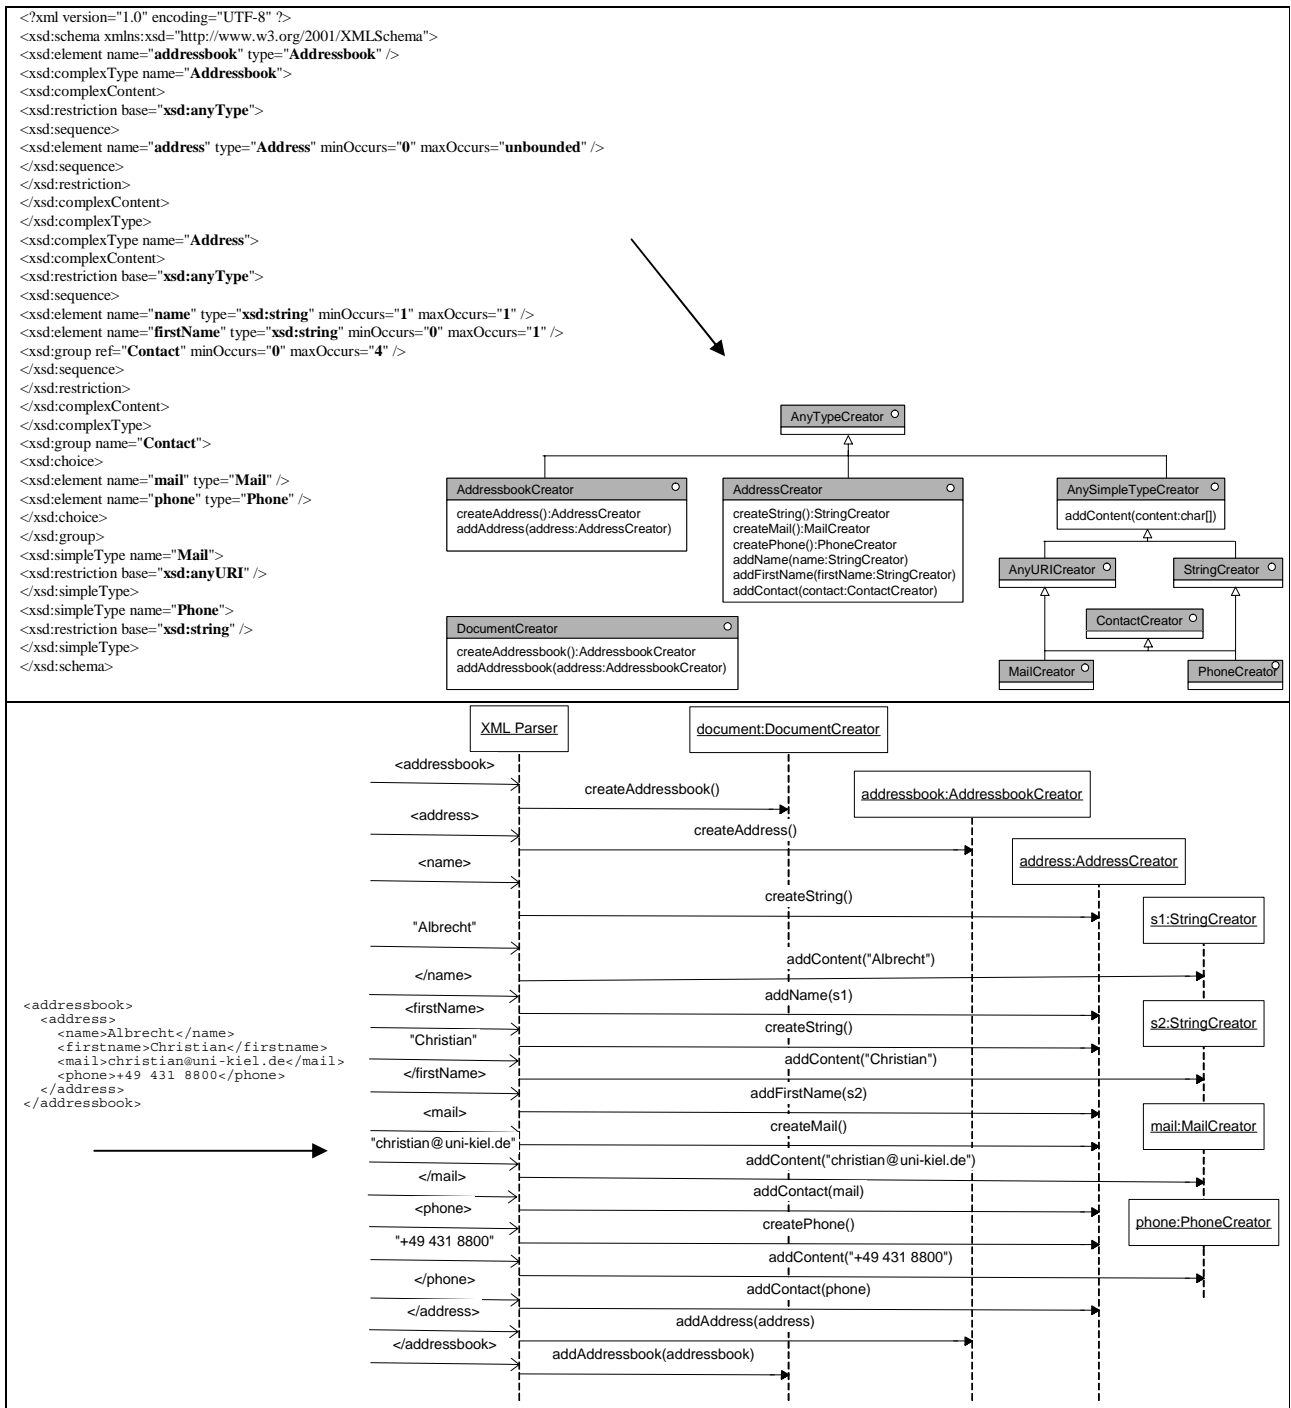 <?xml version="1.0" encoding="UTF-8" ?>
<xsd:schema xmlns:xsd="http://www.w3.org/2001/XMLSchema">
<xsd:element name="addressbook" type="Addressbook" />
<xsd:complexType name="Addressbook">
<xsd:complexContent>
<xsd:restriction base="xsd:anyType">
<xsd:sequence>
<xsd:element name="address" type="Address" minOccurs="0" maxOccurs="unbounded" />
</xsd:sequence>
</xsd:restriction>
</xsd:complexContent>
</xsd:complexType>
<xsd:complexType name="Address">
<xsd:complexContent>
<xsd:restriction base="xsd:anyType">
<xsd:sequence>
<xsd:element name="name" type="xsd:string" minOccurs="1" maxOccurs="1" />
<xsd:element name="firstName" type="xsd:string" minOccurs="0" maxOccurs="1" />
<xsd:group ref="Contact" minOccurs="0" maxOccurs="4" />
</xsd:sequence>
</xsd:restriction>
</xsd:complexContent>
</xsd:complexType>
<xsd:group name="Contact">
<xsd:choice>
<xsd:element name="mail" type="Mail" />
<xsd:element name="phone" type="Phone" />
</xsd:choice>
</xsd:group>
<xsd:simpleType name="Mail">
<xsd:restriction base="xsd:anyURI" />
</xsd:simpleType>
<xsd:simpleType name="Phone">
<xsd:restriction base="xsd:string" />
</xsd:simpleType>
</xsd:schema>
AnyTypeCreator
AddressbookCreator
createAddress():AddressCreator
addAddress(address:AddressCreator)
AddressCreator
createString():StringCreator
createMail():MailCreator
createPhone():PhoneCreator
addName(name:StringCreator)
addFirstName(firstName:StringCreator)
addContact(contact:ContactCreator)
AnySimpleTypeCreator
addContent(content:char[])
AnyURICreator
StringCreator
ContactCreator
MailCreator
PhoneCreator
DocumentCreator
createAddressbook():AddressbookCreator
addAddressbook(address:AddressbookCreator)
<addressbook>
<address>
<name>Albrecht</name>
<firstname>Christian</firstname>
<mail>christian@uni-kiel.de</mail>
<phone>+49 431 8800</phone>
</address>
</addressbook>
XML Parser
document:DocumentCreator
<addressbook>
createAddressbook()
addressbook:AddressbookCreator
<address>
createAddress()
address:AddressCreator
<name>
createString()
s1:StringCreator
"Albrecht"
addContent("Albrecht")
</name>
addName(s1)
<firstName>
createString()
s2:StringCreator
"Christian"
addContent("Christian")
</firstName>
addFirstName(s2)
<mail>
createMail()
mail:MailCreator
"christian@uni-kiel.de"
addContent("christian@uni-kiel.de")
</mail>
addContact(mail)
<phone>
createPhone()
phone:PhoneCreator
"+49 431 8800"
addContent("+49 431 8800")
</phone>
addContact(phone)
</address>
addAddress(address)
</addressbook>
addAddressbook(addressbook)